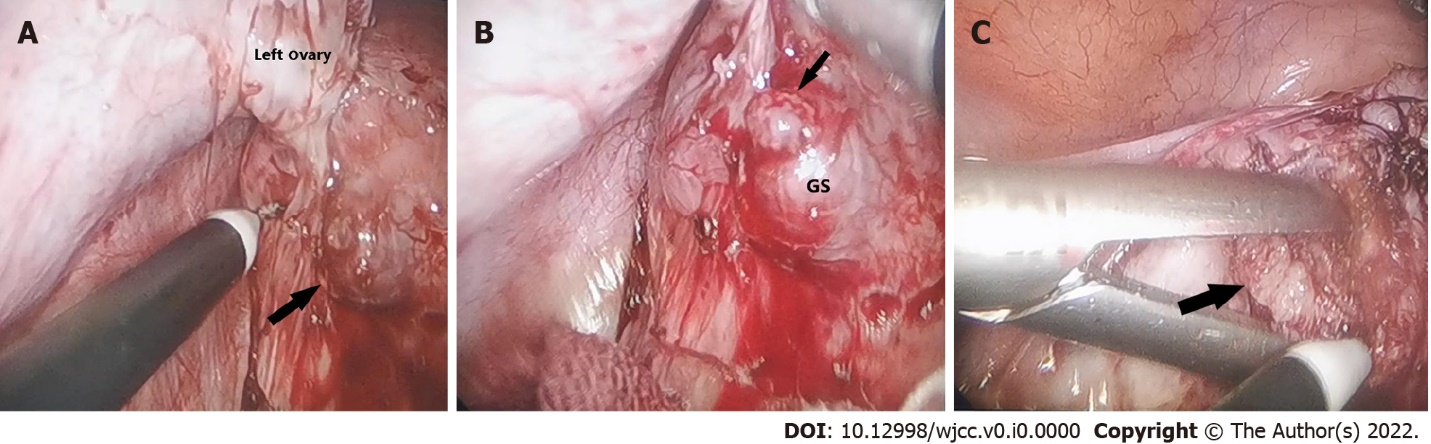 A
Left Ovary
B
GS
C
DOI: 10.12998/wjcc.v0.i0.0000 Copyright © The Author(s) 2022.